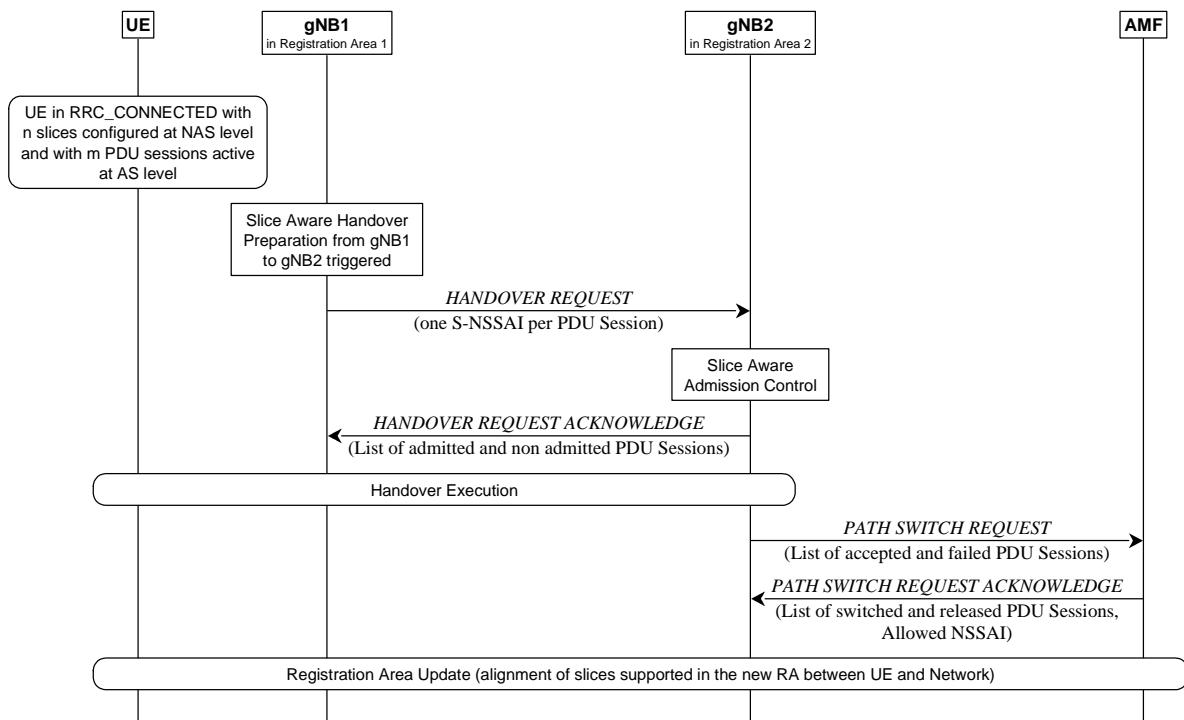 UE
gNB1
in Registration Area 1
gNB2
in Registration Area 2
AMF
UE in RRC_CONNECTED with
n slices configured at NAS level
and with m PDU sessions active
at AS level
Slice Aware Handover
Preparation from gNB1
to gNB2 triggered
HANDOVER REQUEST
(one S-NSSAI per PDU Session)
Slice Aware
Admission Control
HANDOVER REQUEST ACKNOWLEDGE
(List of admitted and non admitted PDU Sessions)
Handover Execution
PATH SWITCH REQUEST
(List of accepted and failed PDU Sessions)
PATH SWITCH REQUEST ACKNOWLEDGE
(List of switched and released PDU Sessions,
Allowed NSSAI)
Registration Area Update (alignment of slices supported in the new RA between UE and Network)